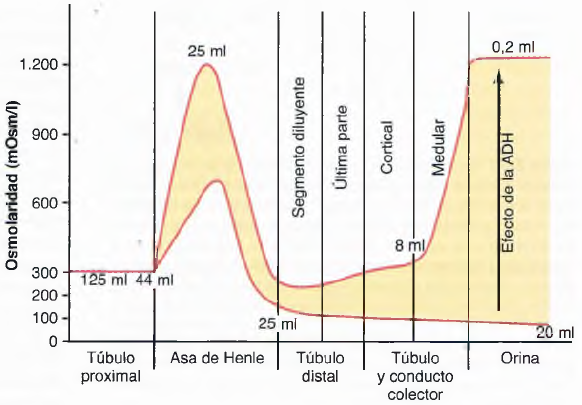 Osmolaridad (mOsm/l)
1.200
900
600
300
200
100
0
125 ml
44 ml
25 ml
25 ml
8 ml
0,2 ml
20 ml
Segmento diluyente
Última parte
Cortical
Medular
Efecto de la ADH
Túbulo
proximal
Asa de Henle
Túbulo
distal
Túbulo
y conducto
colector
Orina